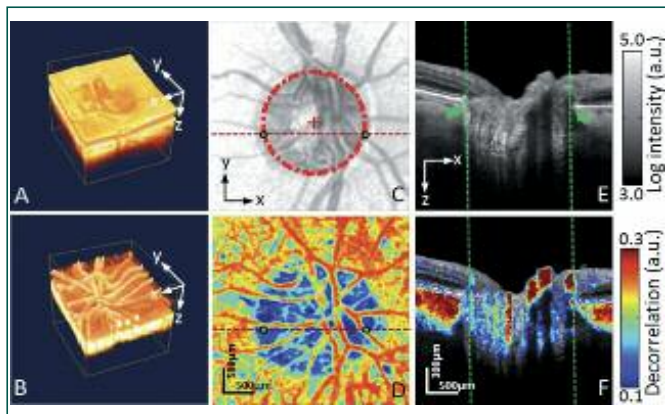 y
x
z
A
y
x
C
x
z
E
5.0
Log intensity (a.u.)
3.0
y
z
B
500µm
500µm
D
300µm
500µm
F
0.3
Decorrelation (a.u.)
0.1